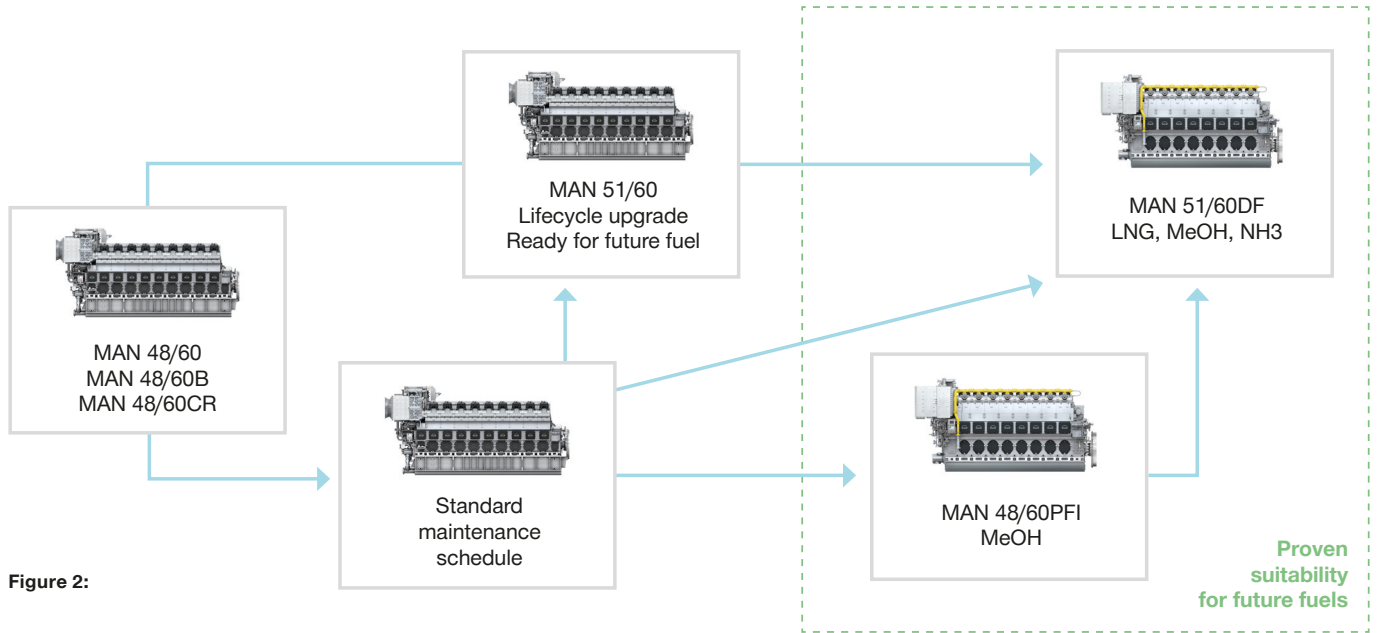 MAN 51/60
Lifecycle upgrade
Ready for future fuel
MAN 51/60DF
LNG, MeOH, NH3
MAN 48/60
MAN 48/60B
MAN 48/60CR
Standard
maintenance
schedule
MAN 48/60PFI
MeOH
Proven
suitability
for future fuels
Figure 2: